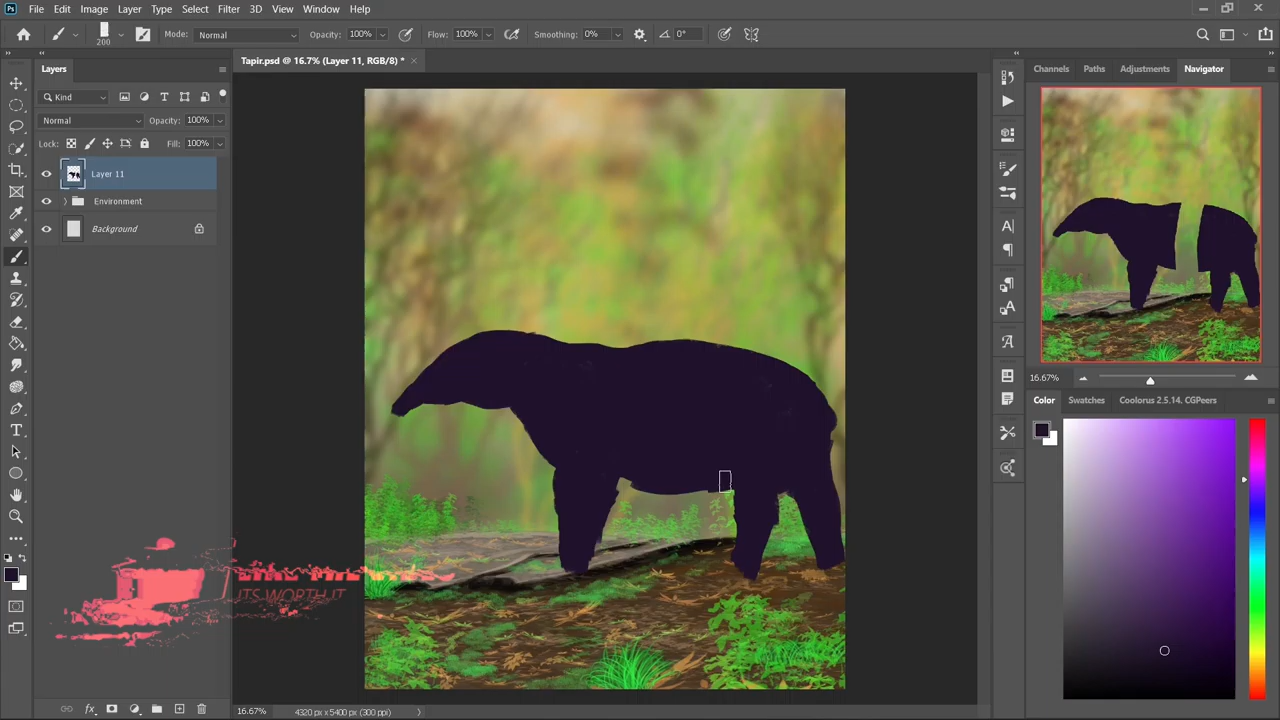 Ps File Edit Image Layer Type Select Filter 3D View Window Help
200 Mode: Normal Opacity: 100% Flow: 100% Smoothing: 0% 0°
Layers
Tapir.psd @ 16.7% (Layer 11, RGB/8) *
Channels Paths Adjustments Navigator
Kind
Normal Opacity: 100%
Lock: Fill: 100%
Layer 11
Environment
Background
16.67%
Color Swatches Coolorus 2.5.14. CGPeers
ITS WORTH IT
16.67% 4320 px x 5400 px (300 ppi)